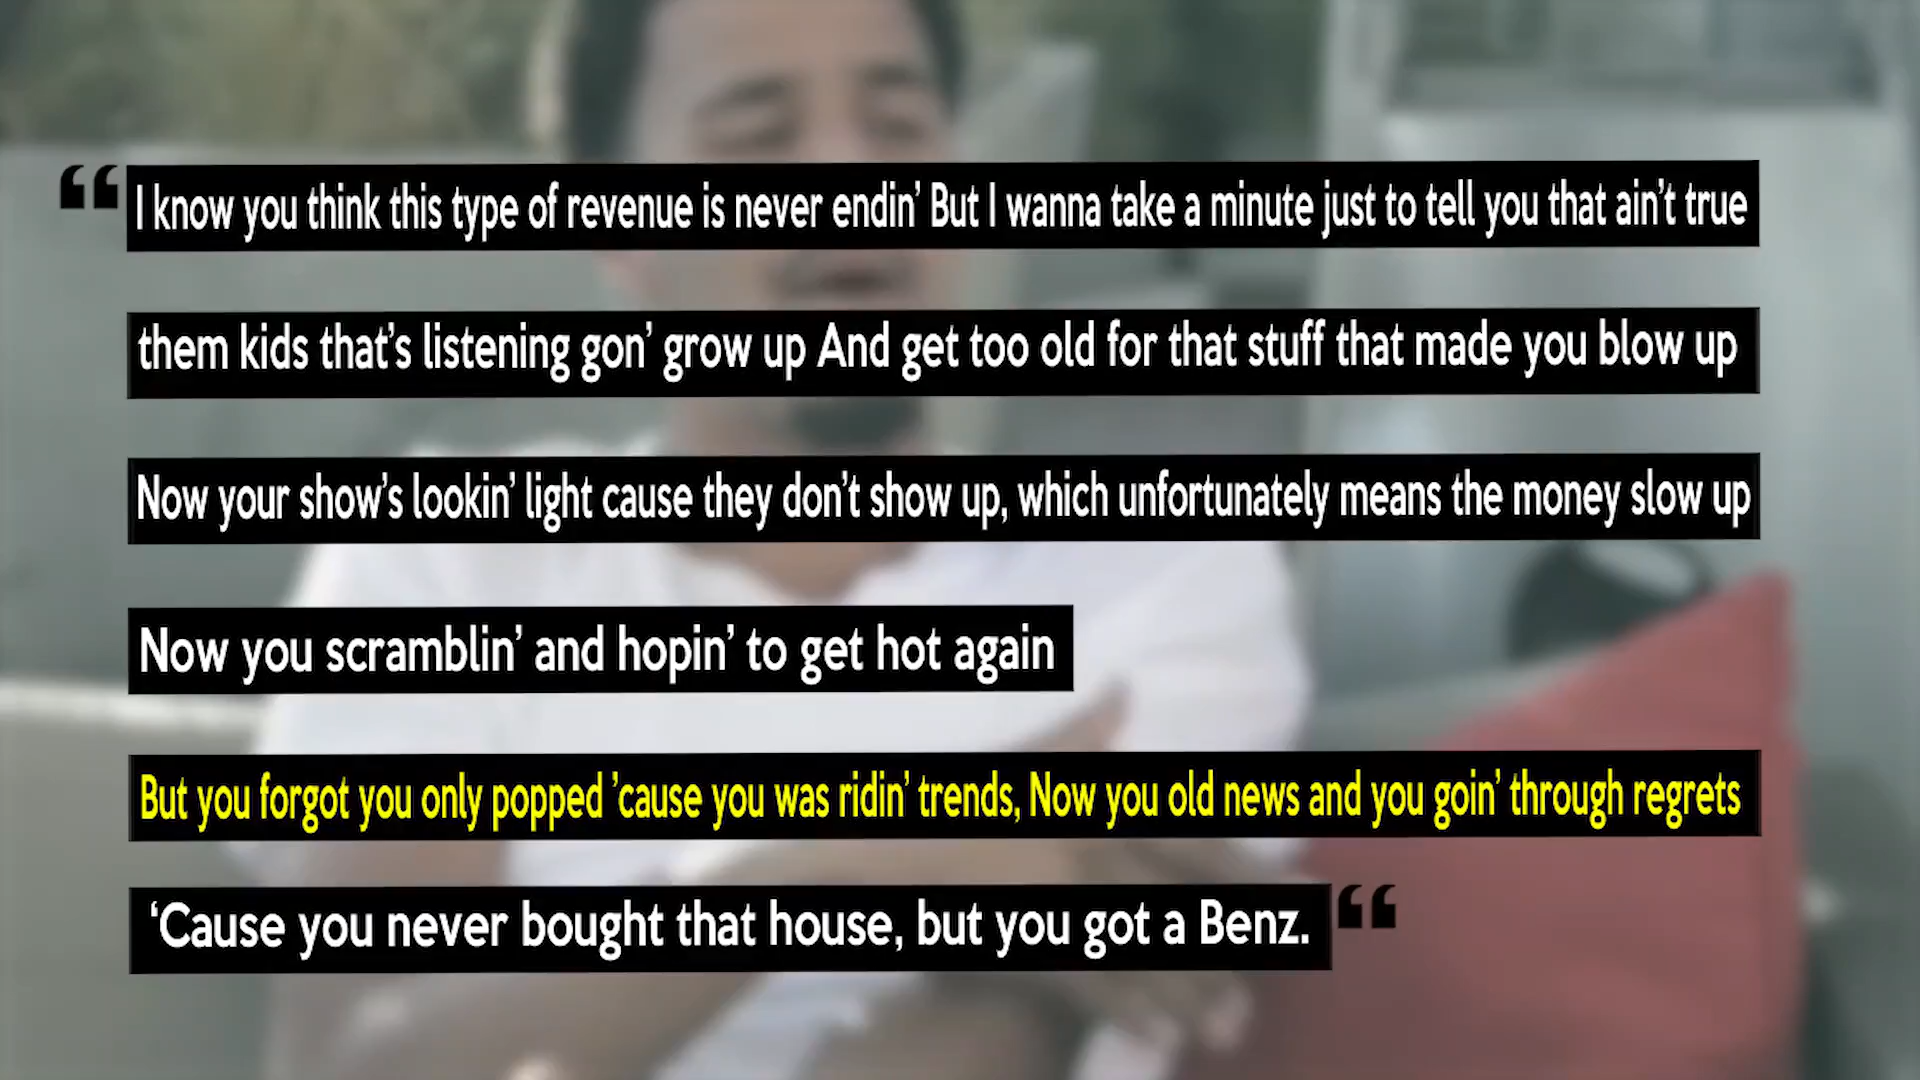 “ I know you think this type of revenue is never endin’ But I wanna take a minute just to tell you that ain’t true
them kids that’s listening gon’ grow up And get too old for that stuff that made you blow up
Now your show’s lookin’ light cause they don’t show up, which unfortunately means the money slow up
Now you scramblin’ and hopin’ to get hot again
But you forgot you only popped ’cause you was ridin’ trends, Now you old news and you goin’ through regrets
‘Cause you never bought that house, but you got a Benz. “